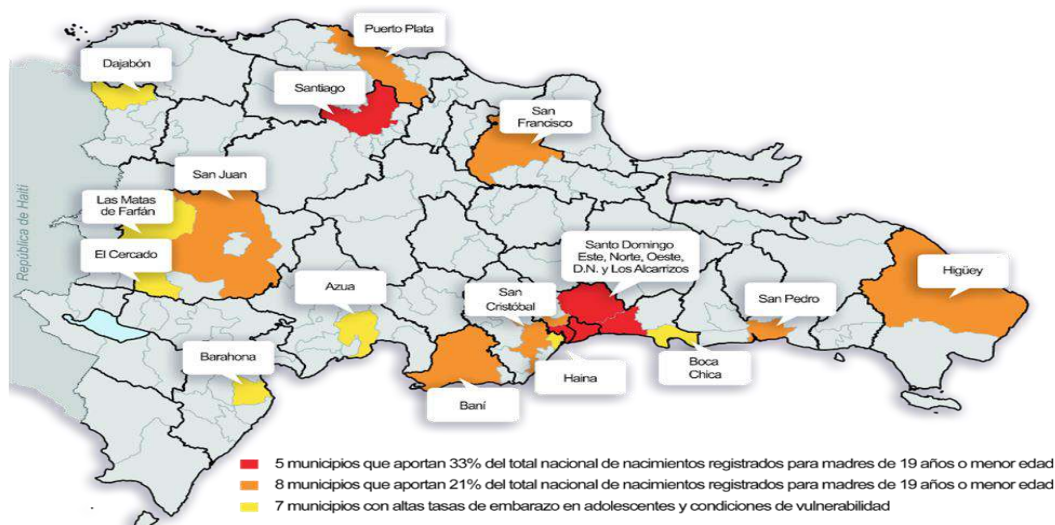 Puerto Plata
Dajabón
Santiago
San
Francisco
San Juan
República de Haití
Las Matas
de Farfán
El Cercado
Azua
Santo Domingo
Este, Norte, Oeste,
D.N. y Los Alcarrizos
San
Cristóbal
San Pedro
Higüey
Barahona
Baní
Haina
Boca
Chica
5 municipios que aportan 33% del total nacional de nacimientos registrados para madres de 19 años o menor edad
8 municipios que aportan 21% del total nacional de nacimientos registrados para madres de 19 años o menor edad
7 municipios con altas tasas de embarazo en adolescentes y condiciones de vulnerabilidad